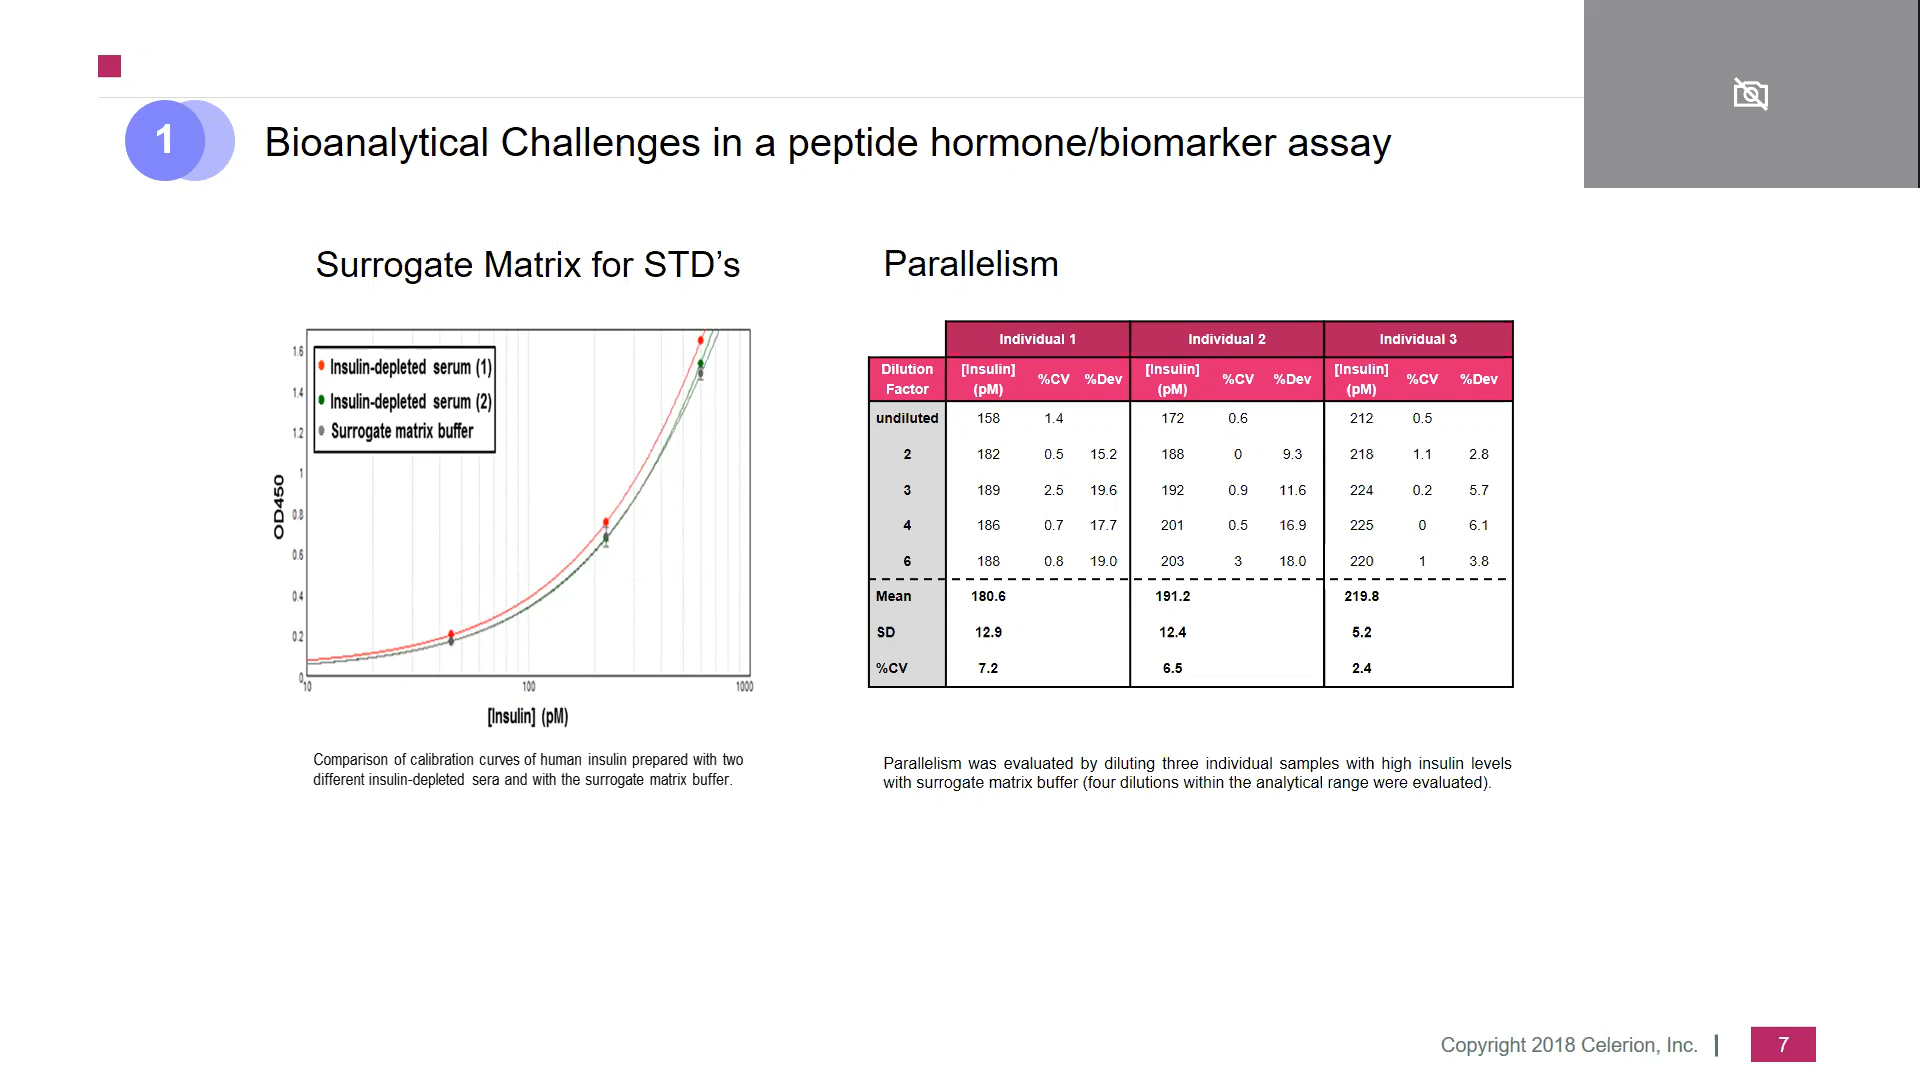 1
Bioanalytical Challenges in a peptide hormone/biomarker assay
Surrogate Matrix for STD’s
OD450
1.6
1.4
1.2
1
0.8
0.6
0.4
0.2
0
Insulin-depleted serum (1)
Insulin-depleted serum (2)
Surrogate matrix buffer
10 100 1000
[Insulin] (pM)
Comparison of calibration curves of human insulin prepared with two
different insulin-depleted sera and with the surrogate matrix buffer.
Parallelism
Individual 1 Individual 2 Individual 3
Dilution Factor [Insulin] (pM) %CV %Dev [Insulin] (pM) %CV %Dev [Insulin] (pM) %CV %Dev
undiluted 158 1.4 172 0.6 212 0.5
2 182 0.5 15.2 188 0 9.3 218 1.1 2.8
3 189 2.5 19.6 192 0.9 11.6 224 0.2 5.7
4 186 0.7 17.7 201 0.5 16.9 225 0 6.1
6 188 0.8 19.0 203 3 18.0 220 1 3.8
Mean 180.6 191.2 219.8
SD 12.9 12.4 5.2
%CV 7.2 6.5 2.4
Parallelism was evaluated by diluting three individual samples with high insulin levels
with surrogate matrix buffer (four dilutions within the analytical range were evaluated).
Copyright 2018 Celerion, Inc. | 7